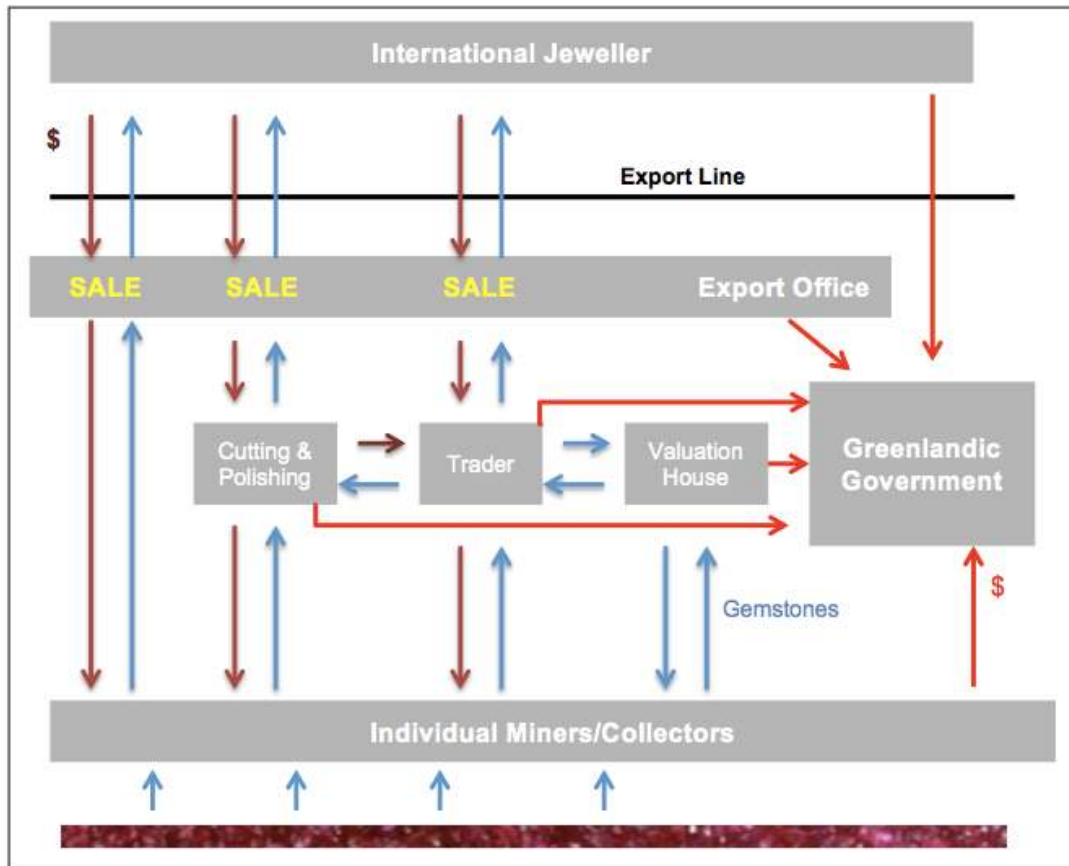 International Jeweller
$
Export Line
SALE SALE SALE Export Office
Cutting &
Polishing
Trader
Valuation
House
Greenlandic
Government
$
Gemstones
Individual Miners/Collectors